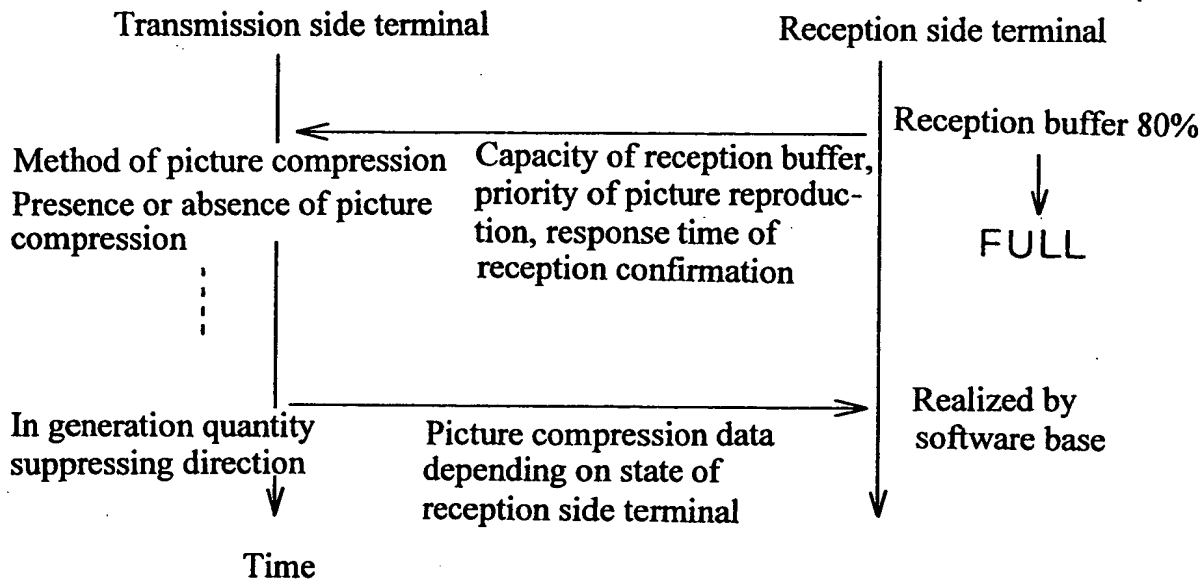 Transmission side terminal
Reception side terminal
Reception buffer 80%
FULL
Method of picture compression
Presence or absence of picture
compression
Capacity of reception buffer,
priority of picture reproduc-
tion, response time of
reception confirmation
In generation quantity
suppressing direction
Picture compression data
depending on state of
reception side terminal
Realized by
software base
Time